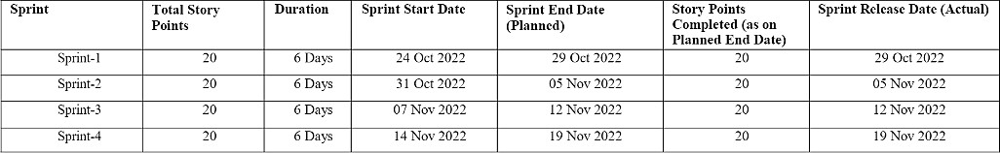 Sprint Total Story Points Duration Sprint Start Date Sprint End Date (Planned) Story Points Completed (as on Planned End Date) Sprint Release Date (Actual)
Sprint-1 20 6 Days 24 Oct 2022 29 Oct 2022 20 29 Oct 2022
Sprint-2 20 6 Days 31 Oct 2022 05 Nov 2022 20 05 Nov 2022
Sprint-3 20 6 Days 07 Nov 2022 12 Nov 2022 20 12 Nov 2022
Sprint-4 20 6 Days 14 Nov 2022 19 Nov 2022 20 19 Nov 2022